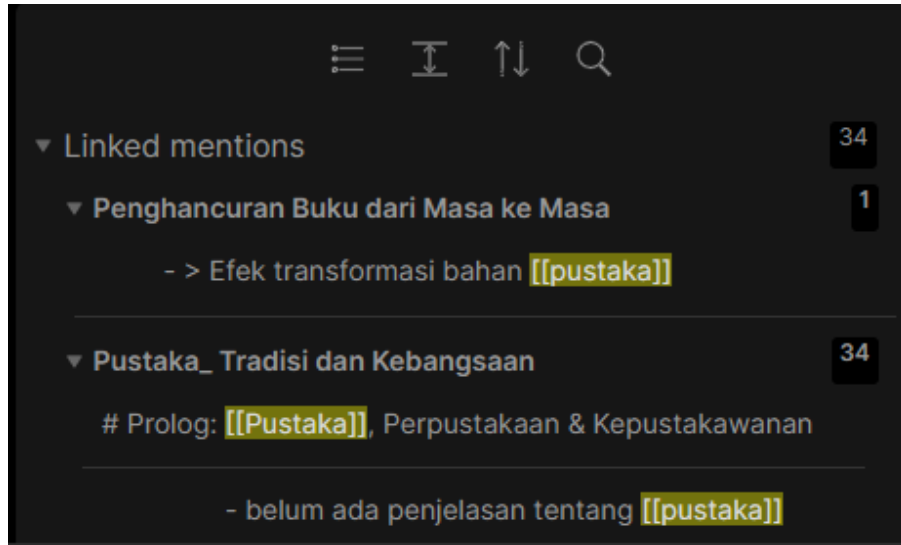 Linked mentions 34
Penghancuran Buku dari Masa ke Masa 1
- > Efek transformasi bahan [[pustaka]]
Pustaka_ Tradisi dan Kebangsaan 34
# Prolog: [[Pustaka]], Perpustakaan & Kepustakawanan
- belum ada penjelasan tentang [[pustaka]]